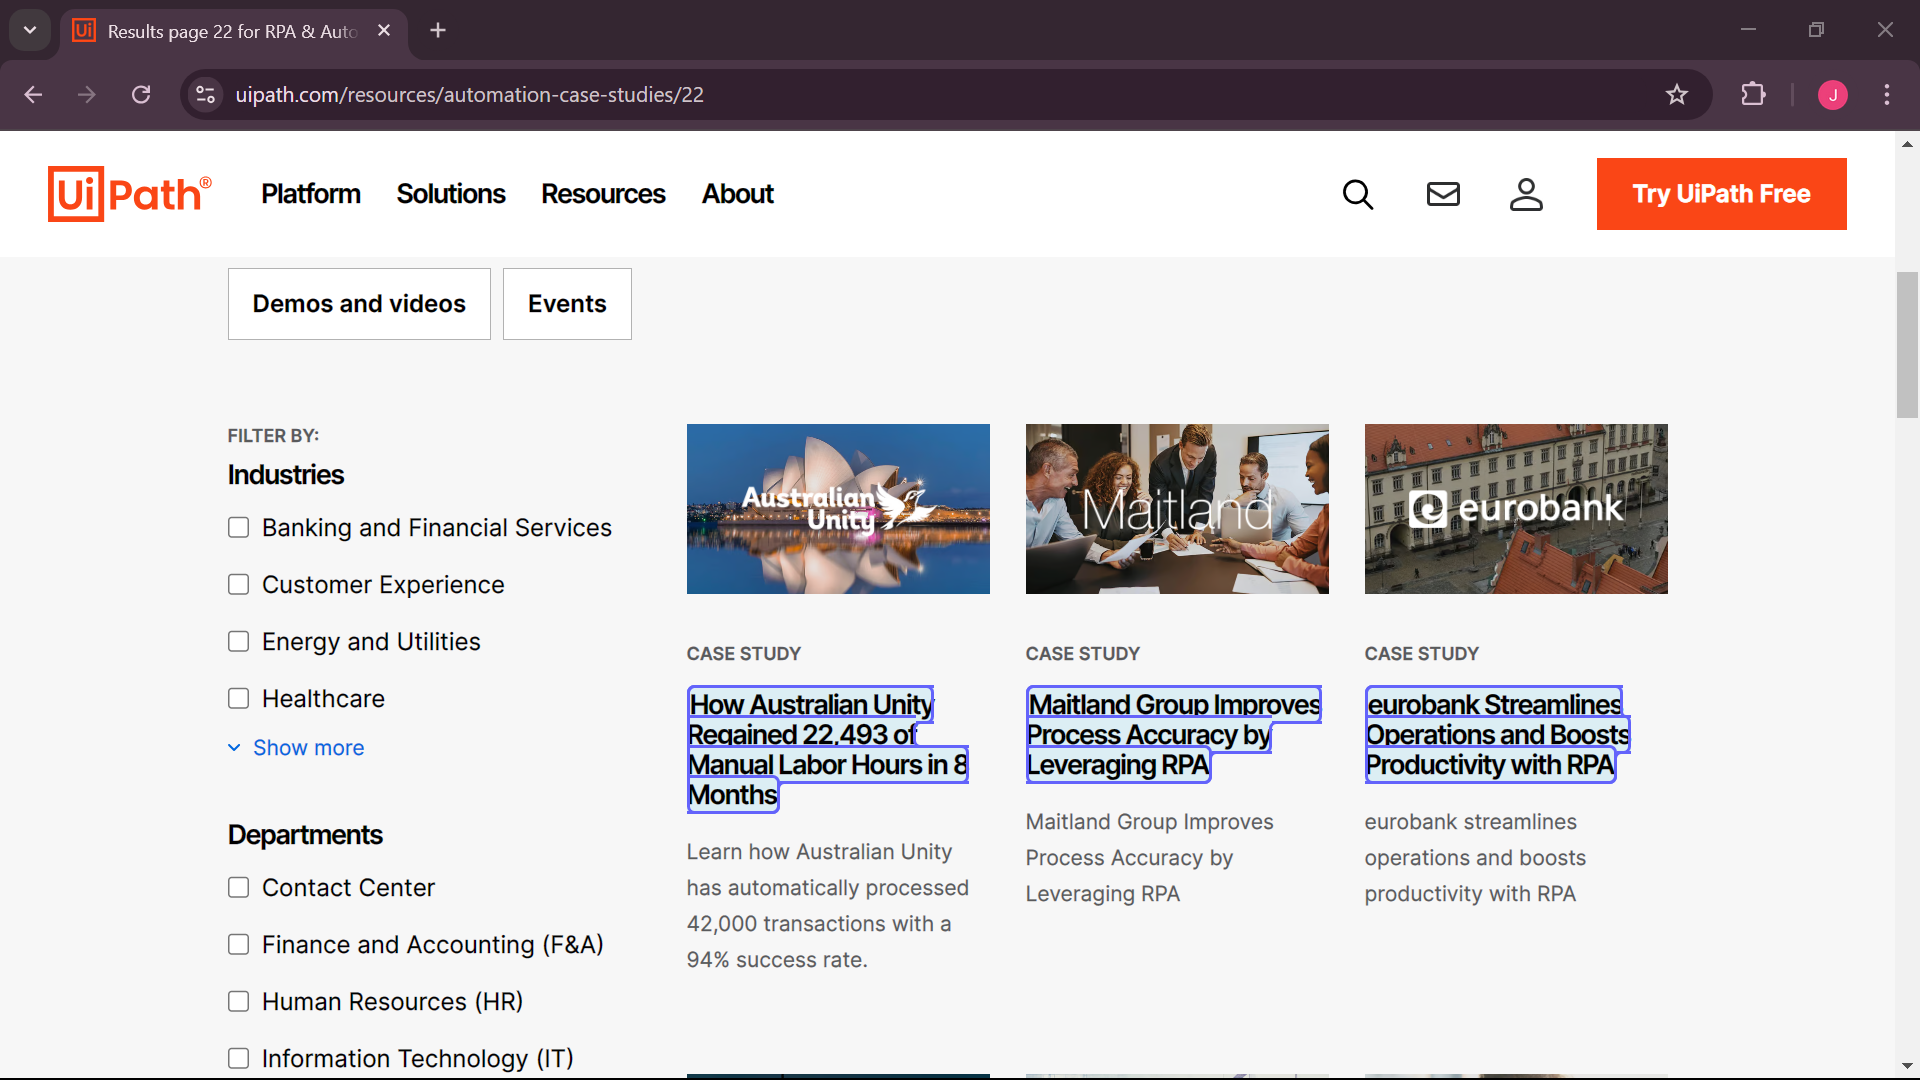 Results page 22 for RPA & Auto
uipath.com/resources/automation-case-studies/22
J
UiPath®
Platform
Solutions
Resources
About
Try UiPath Free
Demos and videos
Events
FILTER BY:
Industries
Banking and Financial Services
Customer Experience
Energy and Utilities
Healthcare
Show more
Departments
Contact Center
Finance and Accounting (F&A)
Human Resources (HR)
Information Technology (IT)
Australian
Unity
CASE STUDY
How Australian Unity
Regained 22,493 of
Manual Labor Hours in 8
Months
Learn how Australian Unity
has automatically processed
42,000 transactions with a
94% success rate.
Maitland
CASE STUDY
Maitland Group Improves
Process Accuracy by
Leveraging RPA
Maitland Group Improves
Process Accuracy by
Leveraging RPA
eurobank
CASE STUDY
eurobank Streamlines
Operations and Boosts
Productivity with RPA
eurobank streamlines
operations and boosts
productivity with RPA